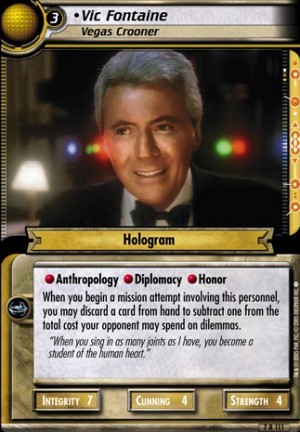 3
•Vic Fontaine
Vegas Crooner
Hologram
Anthropology Diplomacy Honor
When you begin a mission attempt involving this personnel,
you may discard a card from hand to subtract one from the
total cost your opponent may spend on dilemmas.
"When you sing in as many joints as I have, you become a
student of the human heart."
INTEGRITY 7 CUNNING 4 STRENGTH 4
7 R 111